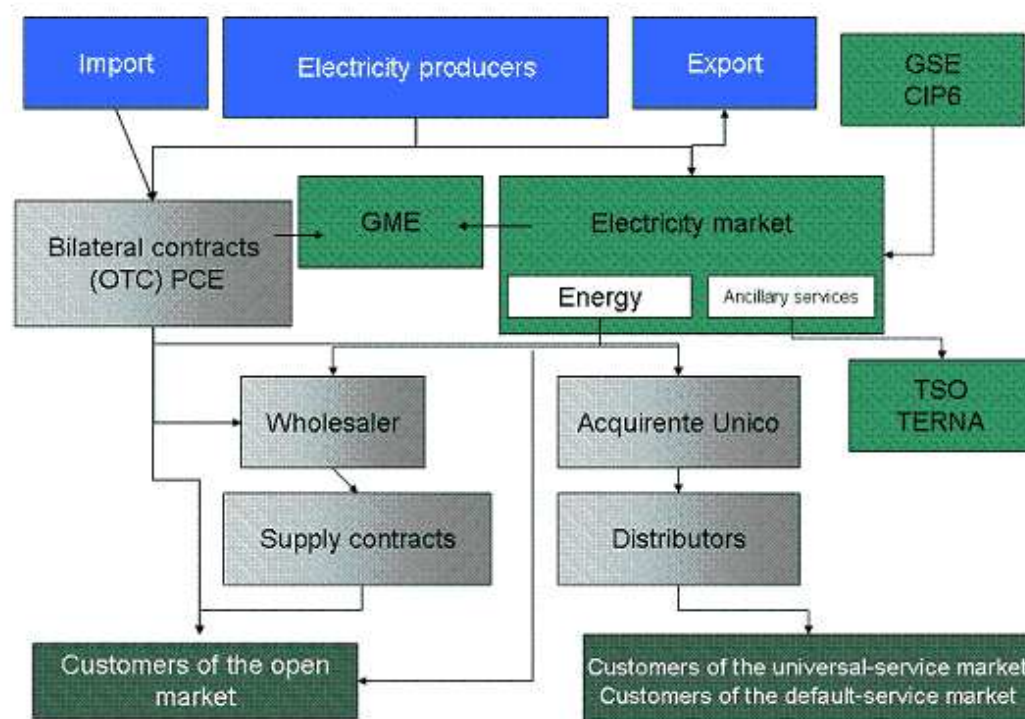 Import
Electricity producers
Export
GSE
CIP6
Bilateral contracts
(OTC) PCE
GME
Electricity market
Energy
Ancillary services
TSO
TERNA
Wholesaler
Acquirente Unico
Supply contracts
Distributors
Customers of the open
market
Customers of the universal-service market
Customers of the default-service market